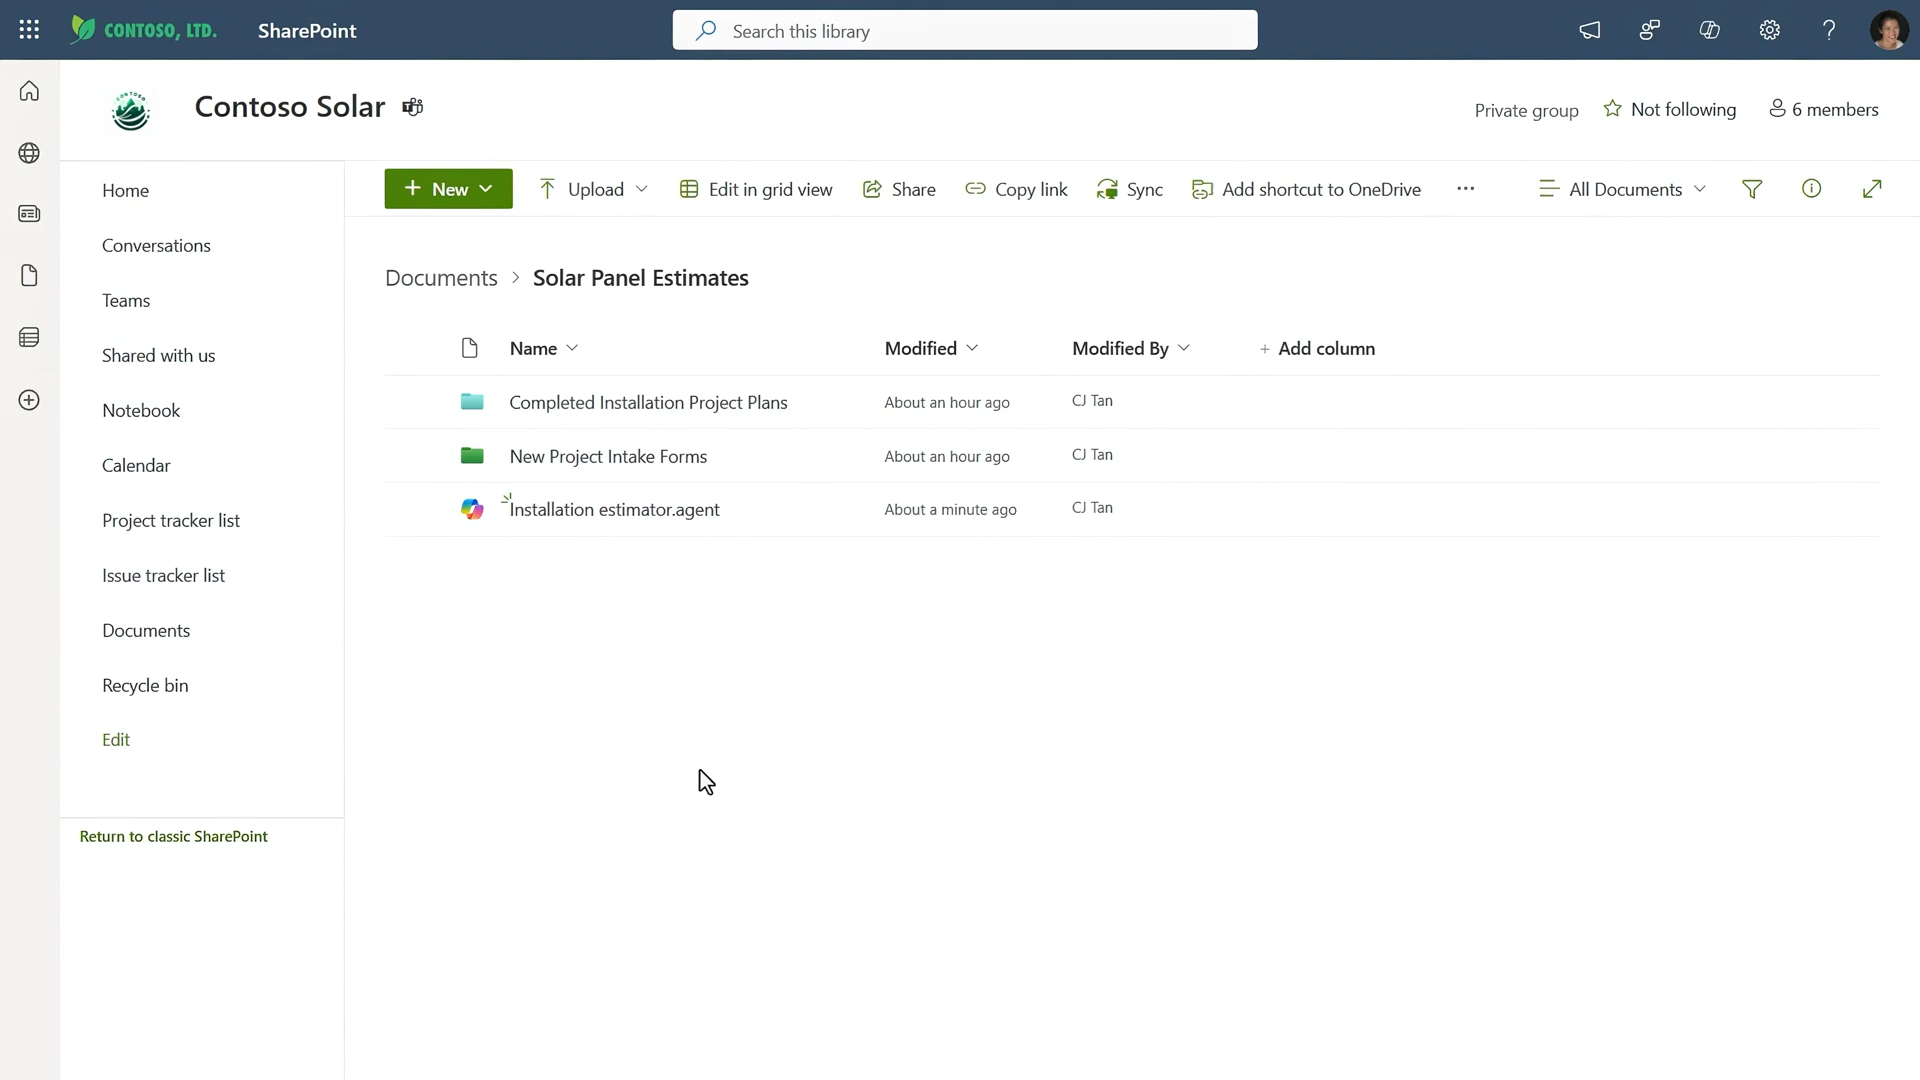 CONTOSO, LTD. SharePoint Search this library
Contoso Solar Private group Not following 6 members
Home
Conversations
Teams
Shared with us
Notebook
Calendar
Project tracker list
Issue tracker list
Documents
Recycle bin
Edit
Return to classic SharePoint
+ New Upload Edit in grid view Share Copy link Sync Add shortcut to OneDrive ... All Documents
Documents > Solar Panel Estimates
Name Modified Modified By + Add column
Completed Installation Project Plans About an hour ago CJ Tan
New Project Intake Forms About an hour ago CJ Tan
Installation estimator.agent About a minute ago CJ Tan